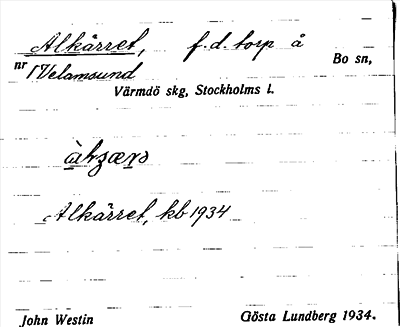 Alkärret, f.d. torp å
nr 1 Velamsund Bo sn,
Värmdö skg, Stockholms l.
Alkärret, kb 1934
John Westin Gösta Lundberg 1934.